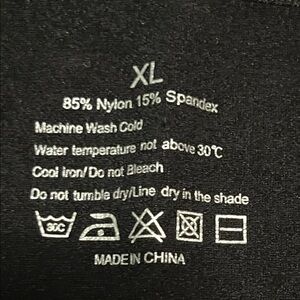 XL
85% Nylon 15% Spandex
Machine Wash Cold
Water temperature not above 30℃
Cool Iron/Do not Bleach
Do not tumble dry/Line dry in the shade
30C
MADE IN CHINA